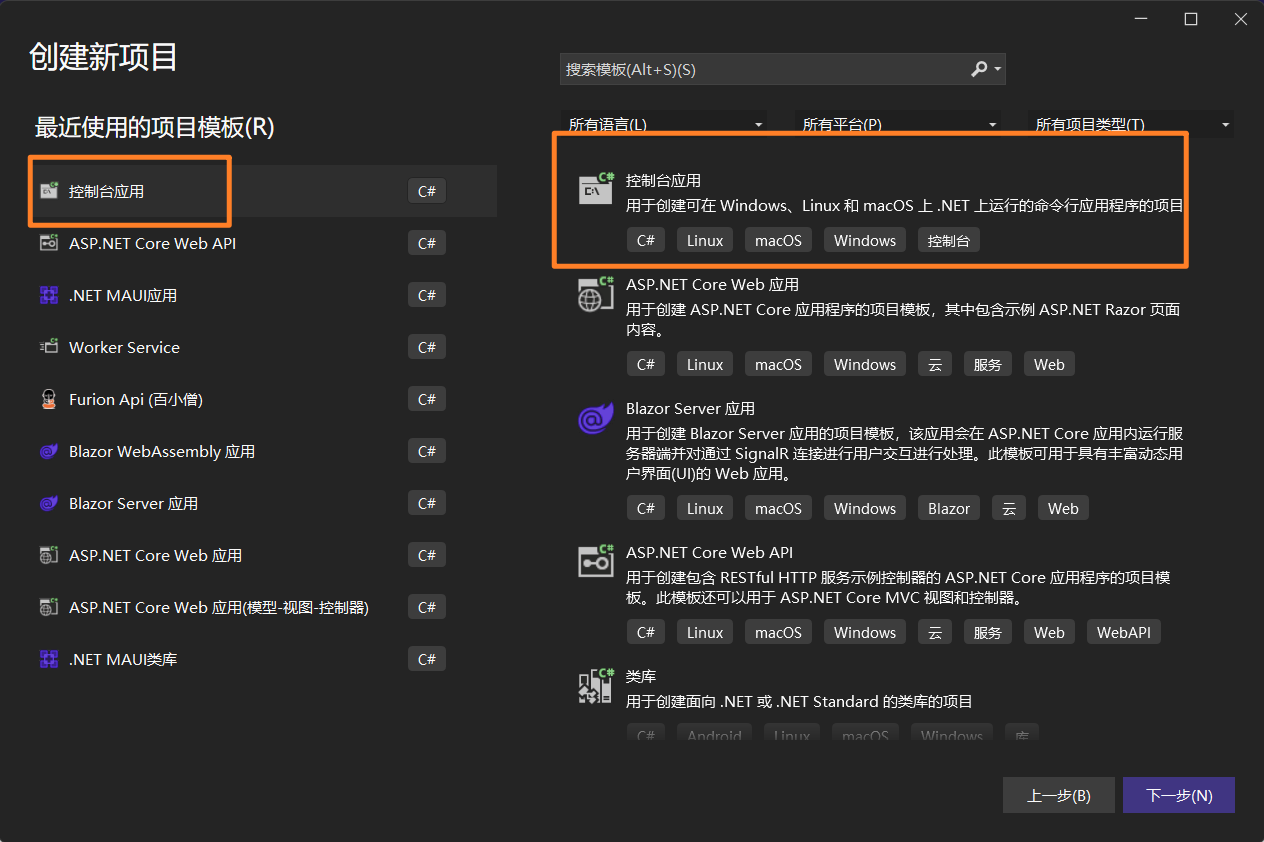 创建新项目
搜索模板(Alt+S)(S)
最近使用的项目模板(R)
所有语言(L)
所有平台(P)
所有项目类型(T)
控制台应用
C#
ASP.NET Core Web API
C#
.NET MAUI应用
C#
Worker Service
C#
Furion Api (百小僧)
C#
Blazor WebAssembly 应用
C#
Blazor Server 应用
C#
ASP.NET Core Web 应用
C#
ASP.NET Core Web 应用(模型-视图-控制器)
C#
.NET MAUI类库
C#
控制台应用
用于创建可在 Windows、Linux 和 macOS 上 .NET 上运行的命令行应用程序的项目
C# Linux macOS Windows 控制台
ASP.NET Core Web 应用
用于创建 ASP.NET Core 应用程序的项目模板，其中包含示例 ASP.NET Razor 页面
内容。
C# Linux macOS Windows 云 服务 Web
Blazor Server 应用
用于创建 Blazor Server 应用的项目模板，该应用会在 ASP.NET Core 应用内运行服
务器端并对通过 SignalR 连接进行用户交互进行处理。此模板可用于具有丰富动态用
户界面(UI)的 Web 应用。
C# Linux macOS Windows Blazor 云 Web
ASP.NET Core Web API
用于创建包含 RESTful HTTP 服务示例控制器的 ASP.NET Core 应用程序的项目模
板。此模板还可以用于 ASP.NET Core MVC 视图和控制器。
C# Linux macOS Windows 云 服务 Web WebAPI
类库
用于创建面向 .NET 或 .NET Standard 的类库的项目
C# Android Linux macOS Windows 库
上一步(B)
下一步(N)